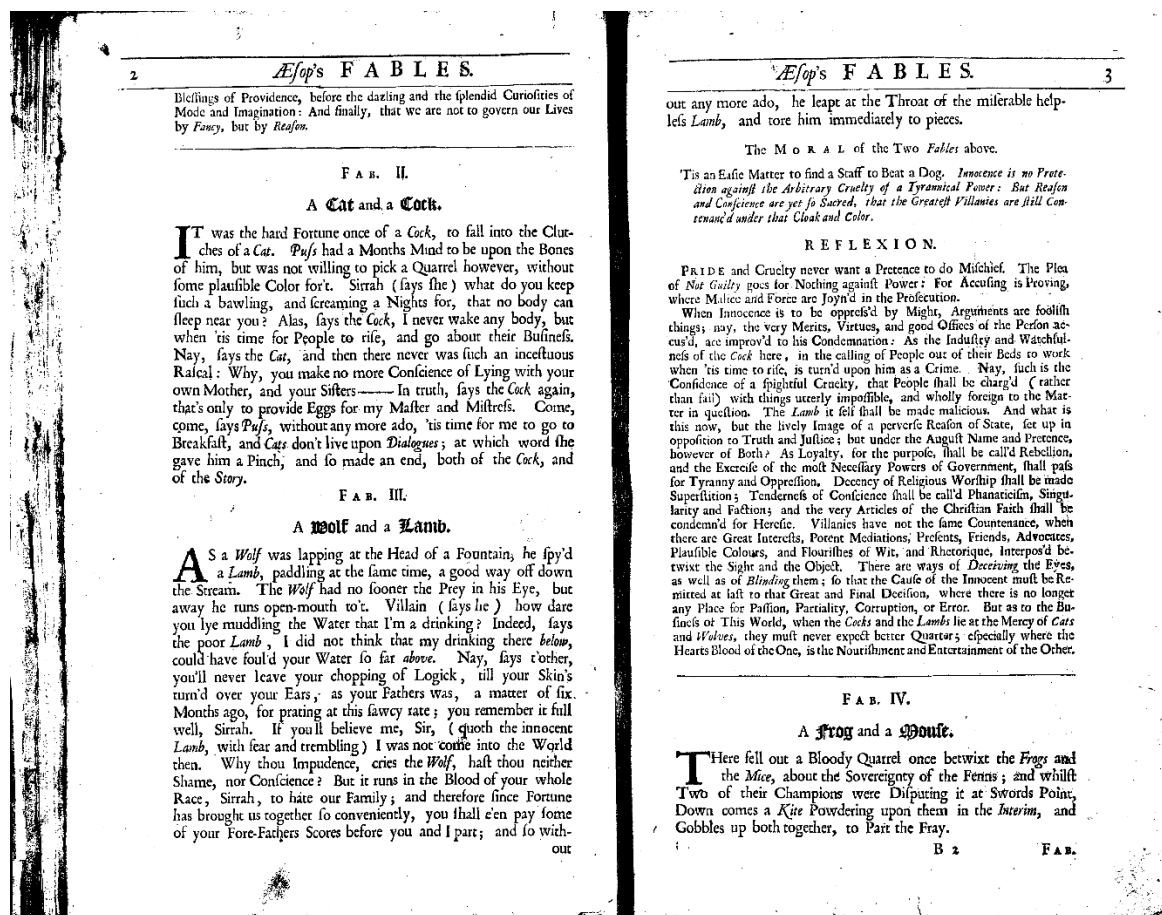 2
Æſop's FABLES.
Bleſſings of Providence, before the dazling and the ſplendid Curioſities of
Mode and Imagination: And finally, that we are not to govern our Lives
by Fancy, but by Reaſon.
FAB. II.
A Cat and a Cock.
IT was the hard Fortune once of a Cock, to fall into the Clut-
ches of a Cat. Puſs had a Months Mind to be upon the Bones
of him, but was not willing to pick a Quarrel however, without
ſome plauſible Color for't. Sirrah (ſays ſhe) what do you keep
ſuch a bawling, and ſcreaming a Nights for, that no body can
ſleep near you? Alas, ſays the Cock, I never wake any body, but
when 'tis time for People to riſe, and go about their Buſineſs.
Nay, ſays the Cat, and then there never was ſuch an inceſtuous
Raſcal: Why, you make no more Conſcience of Lying with your
own Mother, and your Siſters—— In truth, ſays the Cock again,
that's only to provide Eggs for my Maſter and Miſtreſs. Come,
come, ſays Puſs, without any more ado, 'tis time for me to go to
Breakfaſt, and Cats don't live upon Dialogues; at which word ſhe
gave him a Pinch, and ſo made an end, both of the Cock, and
of the Story.
FAB. III.
A Wolf and a Lamb.
AS a Wolf was lapping at the Head of a Fountain, he ſpy'd
a Lamb, paddling at the ſame time, a good way off down
the Stream. The Wolf had no ſooner the Prey in his Eye, but
away he runs open-mouth to't. Villain (ſays he) how dare
you lye muddling the Water that I'm a drinking? Indeed, ſays
the poor Lamb, I did not think that my drinking there below,
could have foul'd your Water ſo far above. Nay, ſays t'other,
you'll never leave your chopping of Logick, till your Skin's
turn'd over your Ears, as your Fathers was, a matter of ſix
Months ago, for prating at this ſawcy rate; you remember it full
well, Sirrah. If you'll believe me, Sir, (quoth the innocent
Lamb, with fear and trembling) I was not come into the World
then. Why thou Impudence, cries the Wolf, haſt thou neither
Shame, nor Conſcience? But it runs in the Blood of your whole
Race, Sirrah, to hate our Family; and therefore ſince Fortune
has brought us together ſo conveniently, you ſhall e'en pay ſome
of your Fore-Fathers Scores before you and I part; and ſo with-
out
Æſop's FABLES.
3
out any more ado, he leapt at the Throat of the miſerable help-
leſs Lamb, and tore him immediately to pieces.
The MORAL of the Two Fables above.
'Tis an Eaſie Matter to find a Staff to Beat a Dog. Innocence is no Prote-
ction againſt the Arbitrary Cruelty of a Tyrannical Power: But Reaſon
and Conſcience are yet ſo Sacred, that the Greateſt Villanies are ſtill Con-
tenanc'd under that Cloak and Color.
REFLEXION.
PRIDE and Cruelty never want a Pretence to do Miſchief. The Plea
of Not Guilty goes for Nothing againſt Power: For Accuſing is Proving,
where Malice and Force are Joyn'd in the Proſecution.
When Innocence is to be oppreſs'd by Might, Arguments are fooliſh
things; nay, the very Merits, Virtues, and good Offices of the Perſon ac-
cus'd, are improv'd to his Condemnation: As the Induſtry and Watchful-
neſs of the Cock here, in the calling of People out of their Beds to work
when 'tis time to riſe, is turn'd upon him as a Crime. Nay, ſuch is the
Confidence of a ſpightful Cruelty, that People ſhall be charg'd (rather
than fail) with things utterly impoſſible, and wholly foreign to the Mat-
ter in queſtion. The Lamb it ſelf ſhall be made malicious. And what is
this now, but the lively Image of a perverſe Reaſon of State, ſet up in
oppoſition to Truth and Juſtice; but under the Auguſt Name and Pretence,
however of Both? As Loyalty, for the purpoſe, ſhall be call'd Rebellion,
and the Exerciſe of the moſt Neceſſary Powers of Government, ſhall paſs
for Tyranny and Oppreſſion. Decency of Religious Worſhip ſhall be made
Superſtition; Tenderneſs of Conſcience ſhall be call'd Phanaticiſm, Singu-
larity and Faction; and the very Articles of the Chriſtian Faith ſhall be
condemn'd for Hereſie. Villanies have not the ſame Countenance, when
there are Great Intereſts, Potent Mediations, Preſents, Friends, Advocates,
Plauſible Colours, and Flouriſhes of Wit, and Rhetorique, Interpos'd be-
twixt the Sight and the Object. There are ways of Deceiving the Eyes,
as well as of Blinding them; ſo that the Cauſe of the Innocent muſt be Re-
mitted at laſt to that Great and Final Deciſion, where there is no longer
any Place for Paſſion, Partiality, Corruption, or Error. But as to the Bu-
ſineſs of This World, when the Cocks and the Lambs lie at the Mercy of Cats
and Wolves, they muſt never expect better Quarter; eſpecially where the
Hearts Blood of the One, is the Nouriſhment and Entertainment of the Other.
FAB. IV.
A Frog and a Mouſe.
THere fell out a Bloody Quarrel once betwixt the Frogs and
the Mice, about the Sovereignty of the Fenns; and whilſt
Two of their Champions were Diſputing it at Swords Point,
Down comes a Kite Powdering upon them in the Interim, and
Gobbles up both together, to Part the Fray.
B 2
FAB.